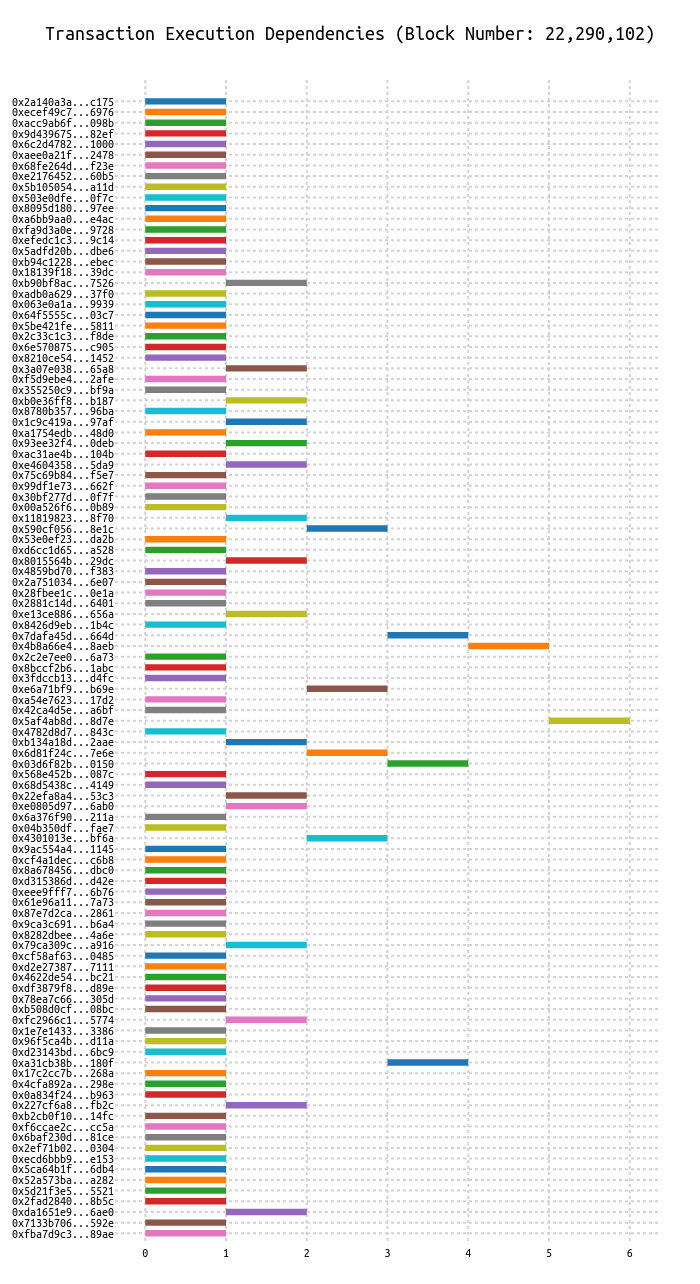 Transaction Execution Dependencies (Block Number: 22,290,102)
0x2a140a3a...c175
0xecef49c7...6976
0xacc9ab6f...098b
0x9d439675...82ef
0x6c2d4782...1000
0xaee0a21f...2478
0x68fe264d...f23e
0xe2176452...60b5
0x5b105054...a11d
0x503e0dfe...0f7c
0x8095d180...97ee
0xa6bb9aa0...e4ac
0xfa9d3a0e...9728
0xefedc1c3...9c14
0x5adfd20b...dbe6
0xb94c1228...ebec
0x18139f18...39dc
0xb90bf8ac...7526
0xadb0a629...37f0
0x063e0a1a...9939
0x64f5555c...03c7
0x5be421fe...5811
0x2c33c1c3...f8de
0x6e570875...c905
0x8210ce54...1452
0x3a07e038...65a8
0xf5d9ebe4...2afe
0x355250c9...bf9a
0xb0e36ff8...b187
0x8780b357...96ba
0x1c9c419a...97af
0xa1754edb...48d0
0x93ee32f4...0deb
0xac31ae4b...104b
0xe4604358...5da9
0x75c69b84...f5e7
0x99df1e73...662f
0x30bf277d...0f7f
0x00a526f6...0b89
0x11819823...8f70
0x590cf056...8e1c
0x53e0ef23...da2b
0xd6cc1d65...a528
0x8015564b...29dc
0x4859bd70...f383
0x2a751034...6e07
0x28fbee1c...0e1a
0x2881c14d...6401
0xe13ce886...656a
0x8426d9eb...1b4c
0x7dafa45d...664d
0x4b8a66e4...8aeb
0x2c2e7ee0...6a73
0x8bccf2b6...1abc
0x3fdccb13...d4fc
0xe6a71bf9...b69e
0xa54e7623...17d2
0x42ca4d5e...a6bf
0x5af4ab8d...8d7e
0x4782d8d7...843c
0xb134a18d...2aae
0x6d81f24c...7e6e
0x03d6f82b...0150
0x568e452b...087c
0x68d5438c...4149
0x22efa8a4...53c3
0xe0805d97...6ab0
0x6a376f90...211a
0x04b350df...fae7
0x4301013e...bf6a
0x9ac554a4...1145
0xcf4a1dec...c6b8
0x8a678456...dbc0
0xd315386d...d42e
0xeee9fff7...6b76
0x61e96a11...7a73
0x87e7d2ca...2861
0x9ca3c691...b6a4
0x8282dbee...4a6e
0x79ca309c...a916
0xcf58af63...0485
0xd2e27387...7111
0x4622de54...bc21
0xdf3879f8...d89e
0x78ea7c66...305d
0xb508d0cf...08bc
0xfc2966c1...5774
0x1e7e1433...3386
0x96f5ca4b...d11a
0xd23143bd...6bc9
0xa31cb38b...180f
0x17c2cc7b...268a
0x4cfa892a...298e
0x0a834f24...b963
0x227cf6a8...fb2c
0xb2cb0f10...14fc
0xf6ccae2c...cc5a
0x6baf230d...81ce
0x2ef71b02...0304
0xecd6bbb9...e153
0x5ca64b1f...6db4
0x52a573ba...a282
0x5d21f3e5...5521
0x2fad2840...8b5c
0xda1651e9...6ae0
0x7133b706...592e
0xfba7d9c3...89ae
0 1 2 3 4 5 6